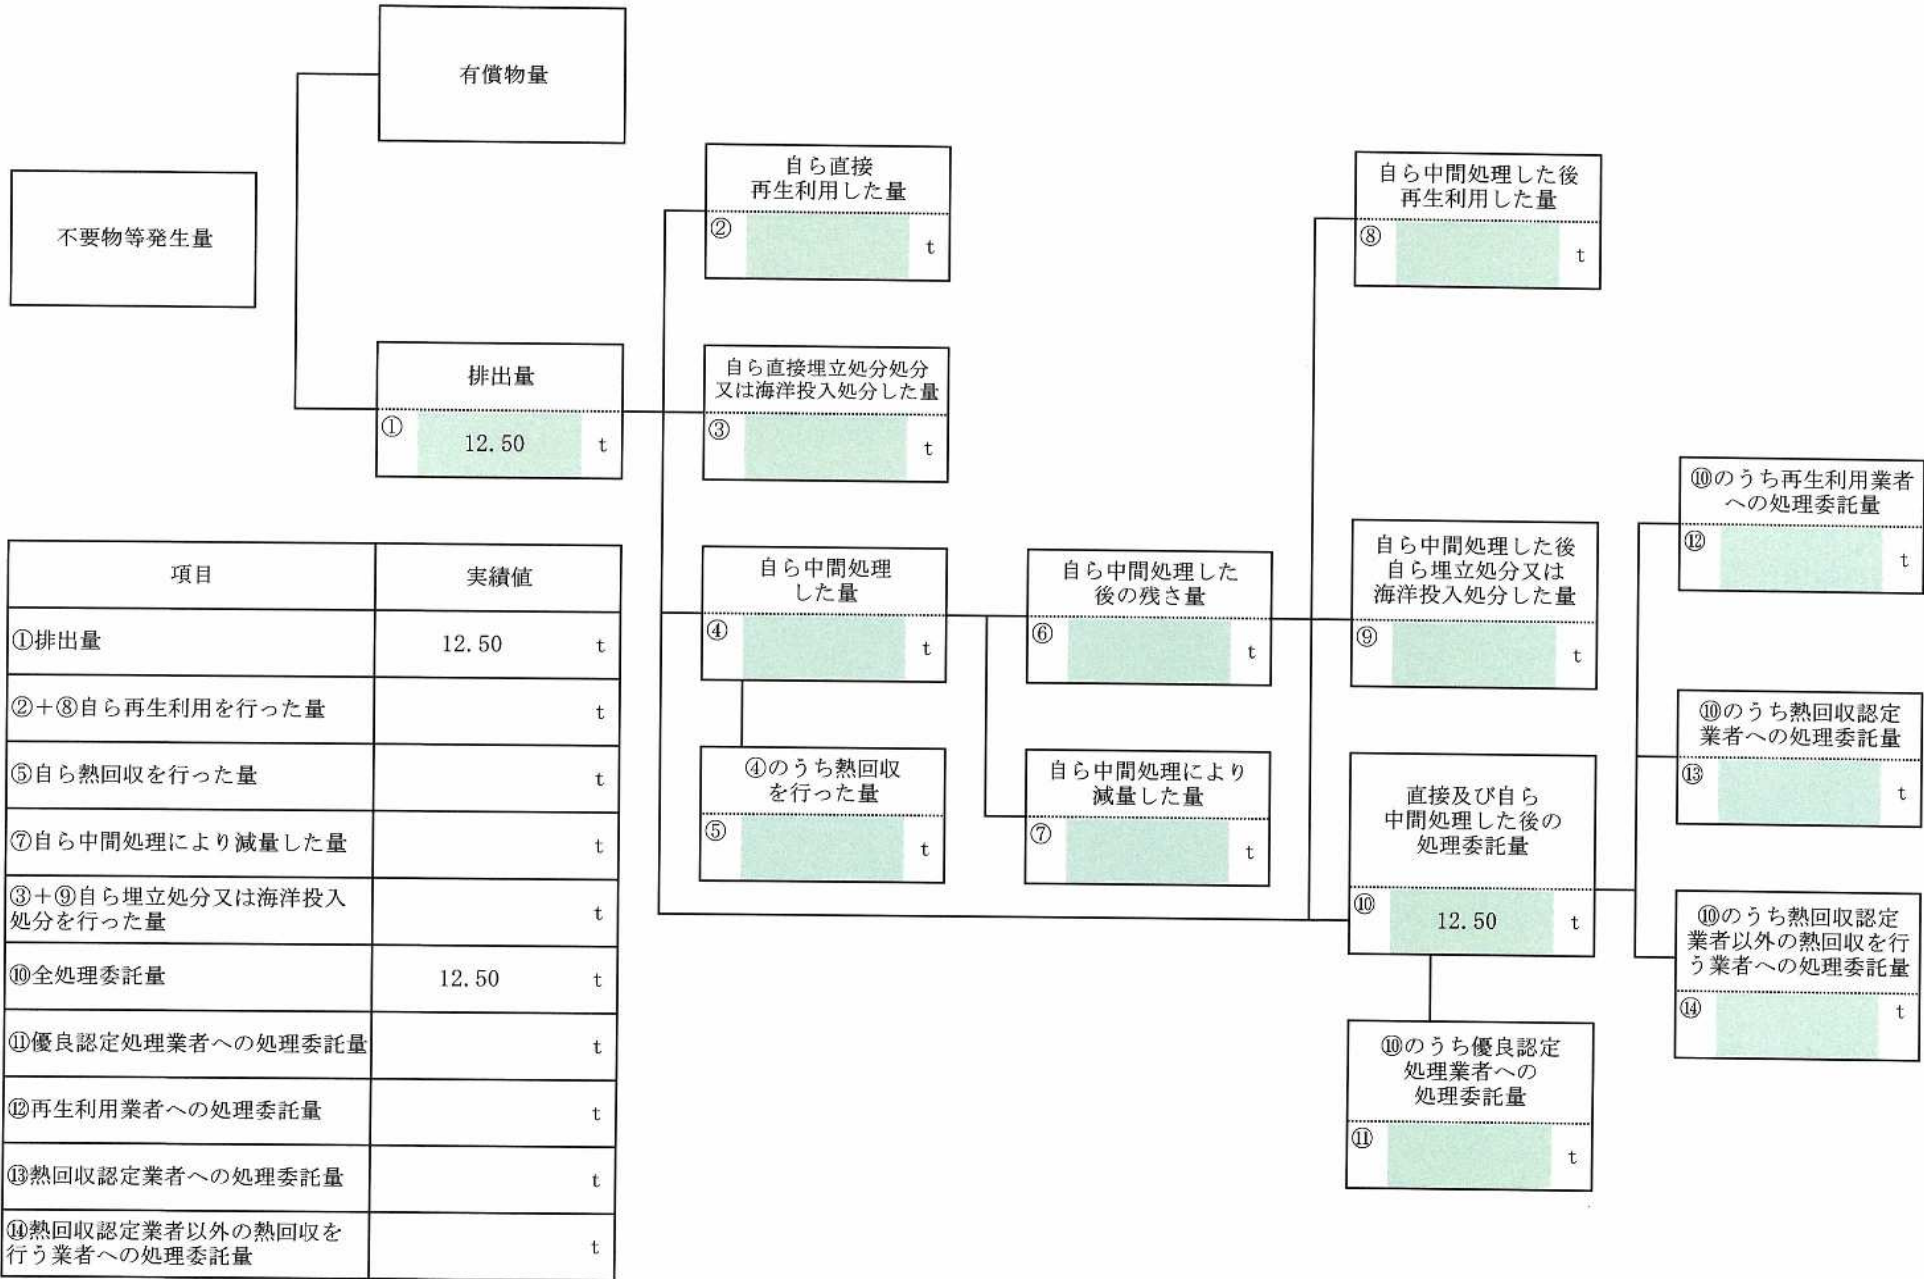 有償物量
不要物等発生量
排出量
① 12.50 t
自ら直接
再生利用した量
② t
自ら直接埋立処分処分
又は海洋投入処分した量
③ t
自ら中間処理
した量
④ t
④のうち熱回収
を行った量
⑤ t
自ら中間処理した
後の残さ量
⑥ t
自ら中間処理により
減量した量
⑦ t
自ら中間処理した後
再生利用した量
⑧ t
自ら中間処理した後
自ら埋立処分又は
海洋投入処分した量
⑨ t
直接及び自ら
中間処理した後の
処理委託量
⑩ 12.50 t
⑩のうち優良認定
処理業者への
処理委託量
⑪ t
⑩のうち再生利用業者
への処理委託量
⑫ t
⑩のうち熱回収認定
業者への処理委託量
⑬ t
⑩のうち熱回収認定
業者以外の熱回収を行
う業者への処理委託量
⑭ t
項目 実績値
①排出量 12.50 t
②+⑧自ら再生利用を行った量 t
⑤自ら熱回収を行った量 t
⑦自ら中間処理により減量した量 t
③+⑨自ら埋立処分又は海洋投入
処分を行った量 t
⑩全処理委託量 12.50 t
⑪優良認定処理業者への処理委託量 t
⑫再生利用業者への処理委託量 t
⑬熱回収認定業者への処理委託量 t
⑭熱回収認定業者以外の熱回収を
行う業者への処理委託量 t